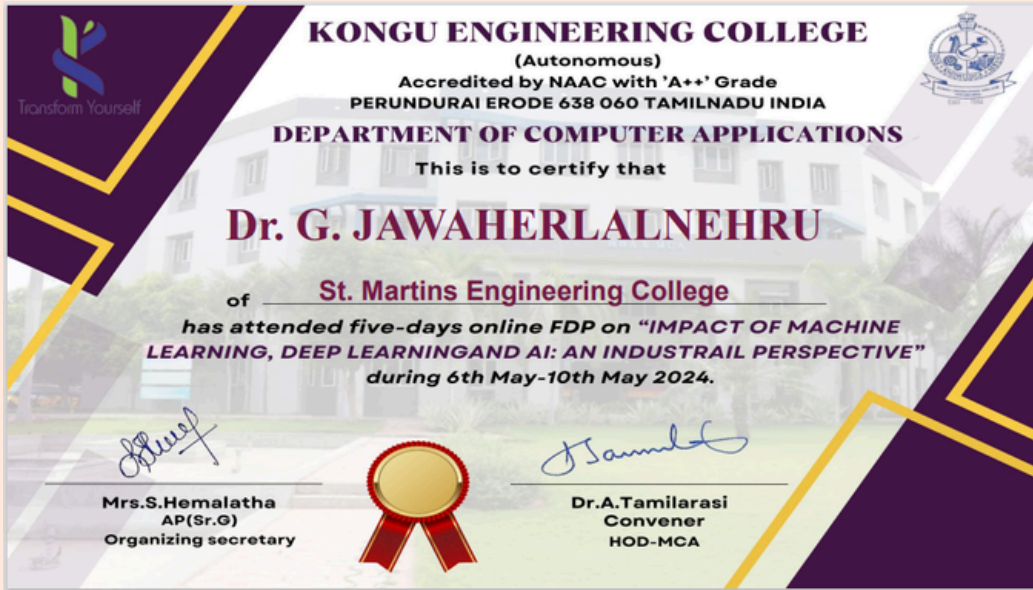 Transform Yourself
KONGU ENGINEERING COLLEGE
(Autonomous)
Accredited by NAAC with 'A++' Grade
PERUNDURAI ERODE 638 060 TAMILNADU INDIA
DEPARTMENT OF COMPUTER APPLICATIONS
This is to certify that
Dr. G. JAWAHERLALNEHRU
of St. Martins Engineering College
has attended five-days online FDP on “IMPACT OF MACHINE
LEARNING, DEEP LEARNINGAND AI: AN INDUSTRAIL PERSPECTIVE”
during 6th May-10th May 2024.
Mrs.S.Hemalatha
AP(Sr.G)
Organizing secretary
Dr.A.Tamilarasi
Convener
HOD-MCA